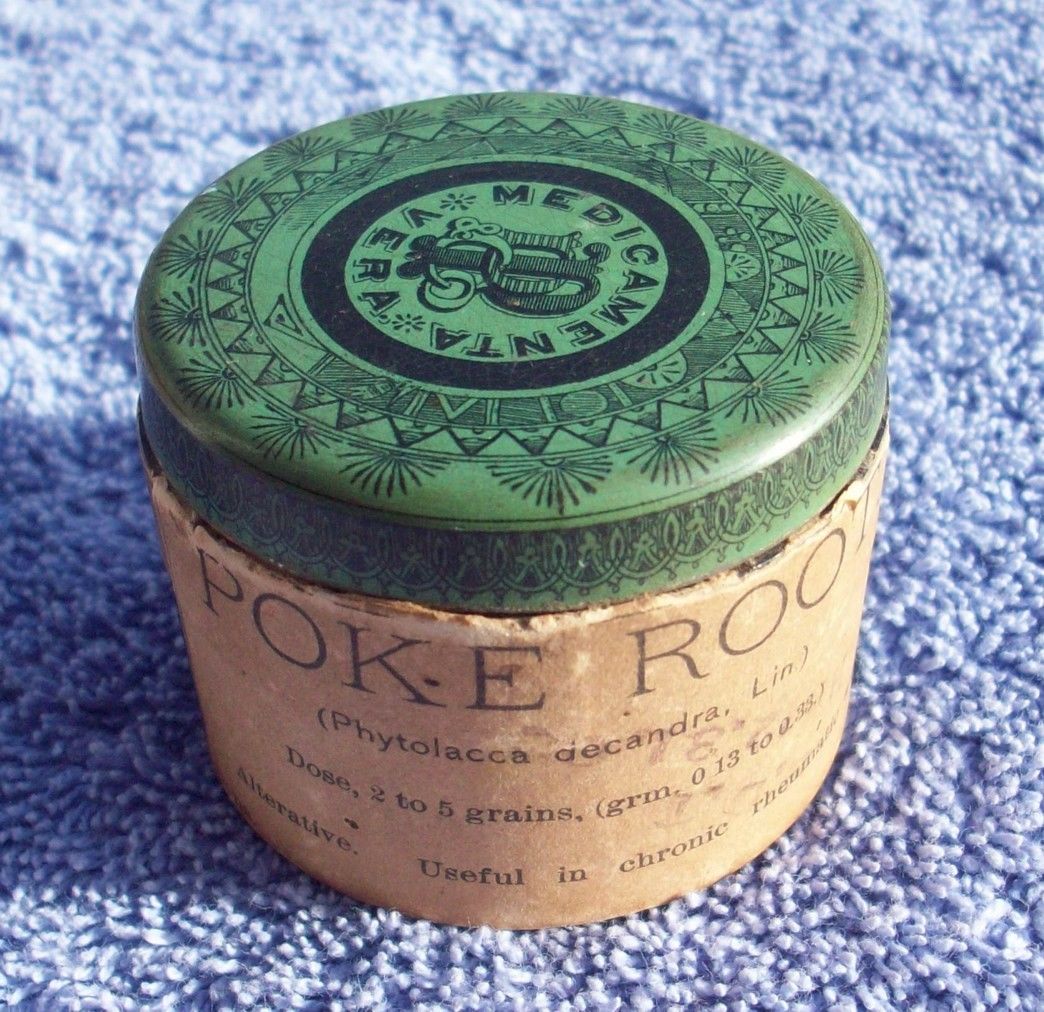 MEDICAMENTA VERA
POKE ROOT
(Phytolacca decandra, Lin.)
Dose, 2 to 5 grains, (grm. 0 13 to 0.33.)
Alterative. Useful in chronic